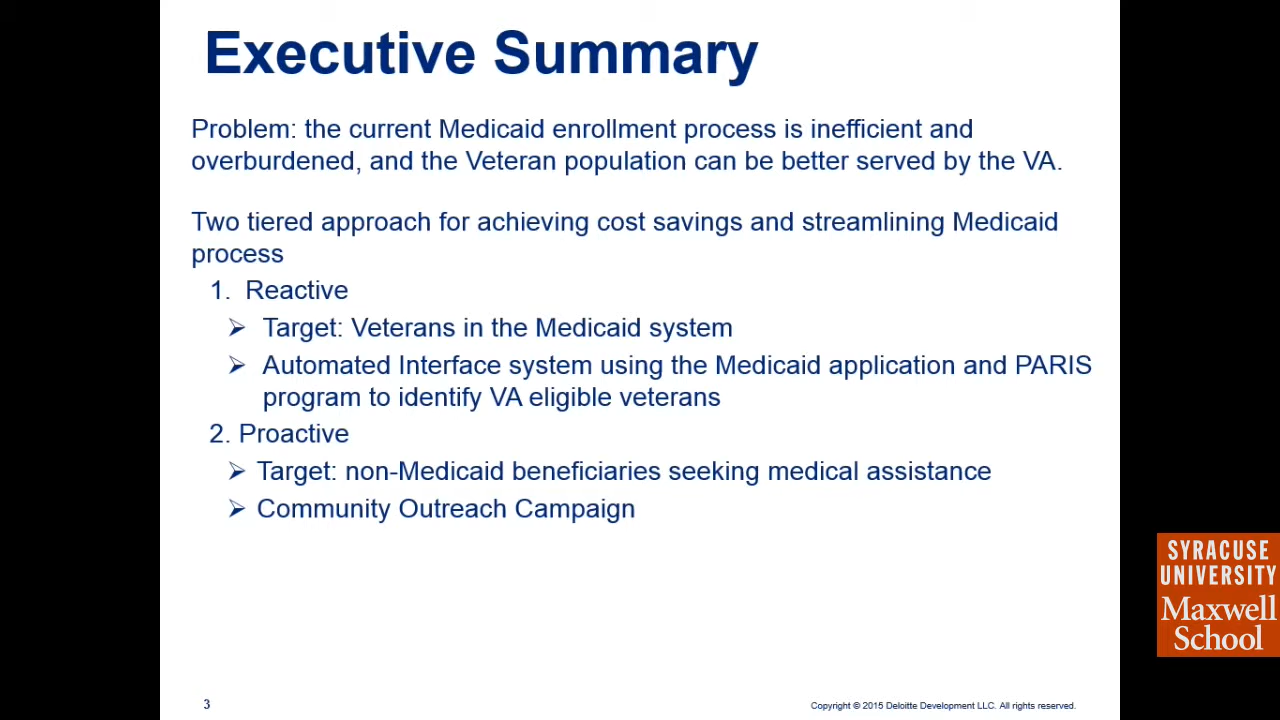 Executive Summary
Problem: the current Medicaid enrollment process is inefficient and
overburdened, and the Veteran population can be better served by the VA.
Two tiered approach for achieving cost savings and streamlining Medicaid
process
1. Reactive
➢ Target: Veterans in the Medicaid system
➢ Automated Interface system using the Medicaid application and PARIS
program to identify VA eligible veterans
2. Proactive
➢ Target: non-Medicaid beneficiaries seeking medical assistance
➢ Community Outreach Campaign
SYRACUSE
UNIVERSITY
Maxwell
School
3
Copyright © 2015 Deloitte Development LLC. All rights reserved.